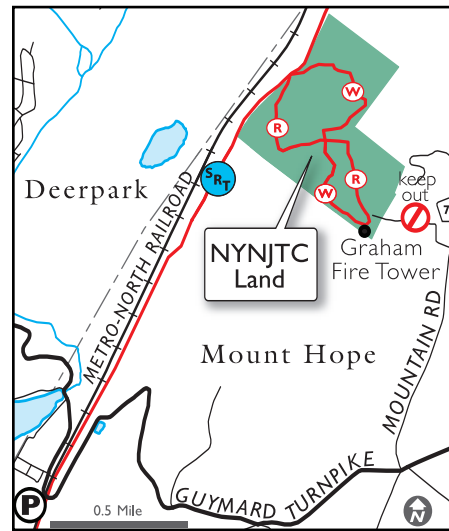 W
R
SRT
Deerpark
W
R
keep
out
7
NYNJTC
Land
Graham
Fire Tower
METRO-NORTH RAILROAD
Mount Hope
MOUNTAIN RD
GUYMARD TURNPIKE
P
0.5 Mile
N